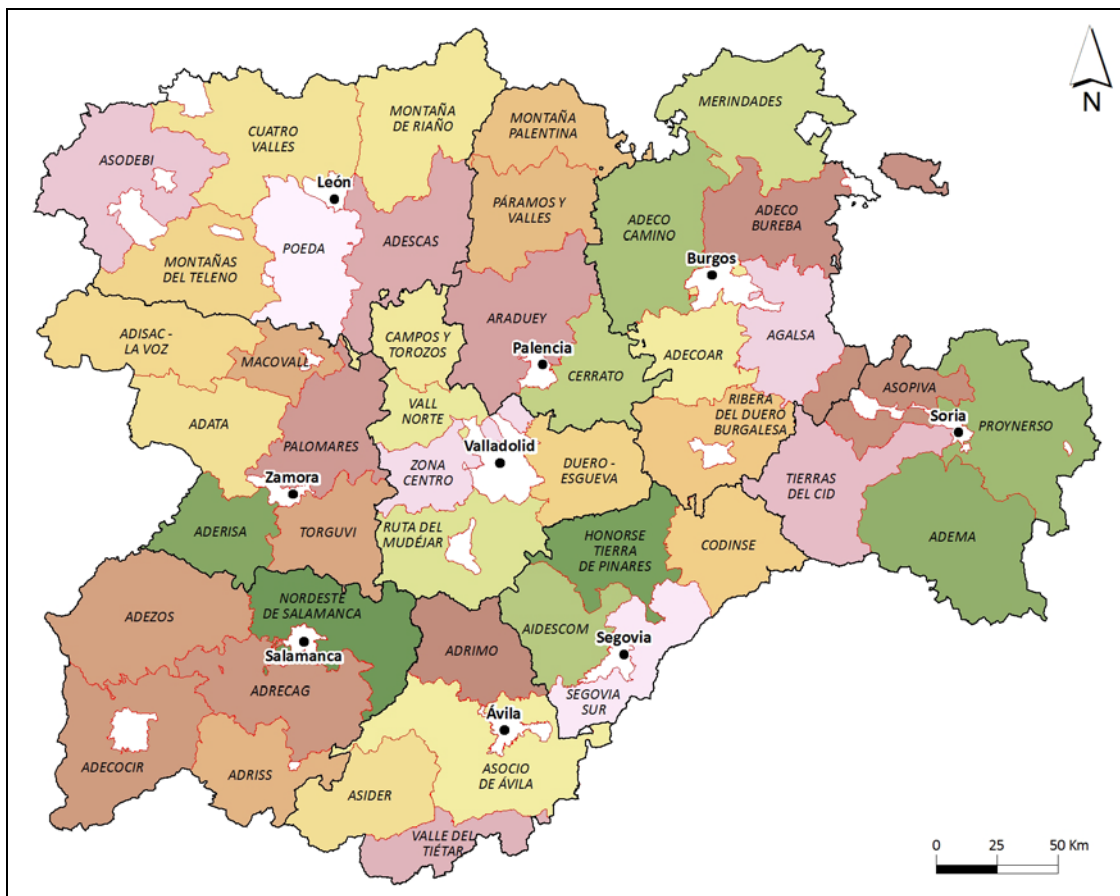 N
MERINDADES
MONTAÑA
DE RIAÑO
MONTAÑA
PALENTINA
CUATRO
VALLES
ASODEBI
León
PÁRAMOS Y
VALLES
ADECO
CAMINO
ADECO
BUREBA
POEDA
ADESCAS
MONTAÑAS
DEL TELENO
Burgos
ARADUEY
AGALSA
ADISAC -
LA VOZ
CAMPOS Y
TOROZOS
MACOVALL
Palencia
ADECOAR
CERRATO
ASOPIVA
VALL
NORTE
RIBERA
DEL DUERO
BURGALESA
Soria
ADATA
PROYNERSO
PALOMARES
Valladolid
ZONA
CENTRO
DUERO -
ESGUEVA
TIERRAS
DEL CID
Zamora
ADERISA
TORGUVI
RUTA DEL
MUDÉJAR
HONORSE
TIERRA
DE PINARES
CODINSE
ADEMA
NORDESTE
DE SALAMANCA
ADEZOS
AIDESCOM
Segovia
Salamanca
ADRIMO
ADRECAG
SEGOVIA
SUR
Ávila
ADECOCIR
ADRISS
ASOCIO
DE ÁVILA
ASIDER
VALLE DEL
TIÉTAR
0 25 50 Km